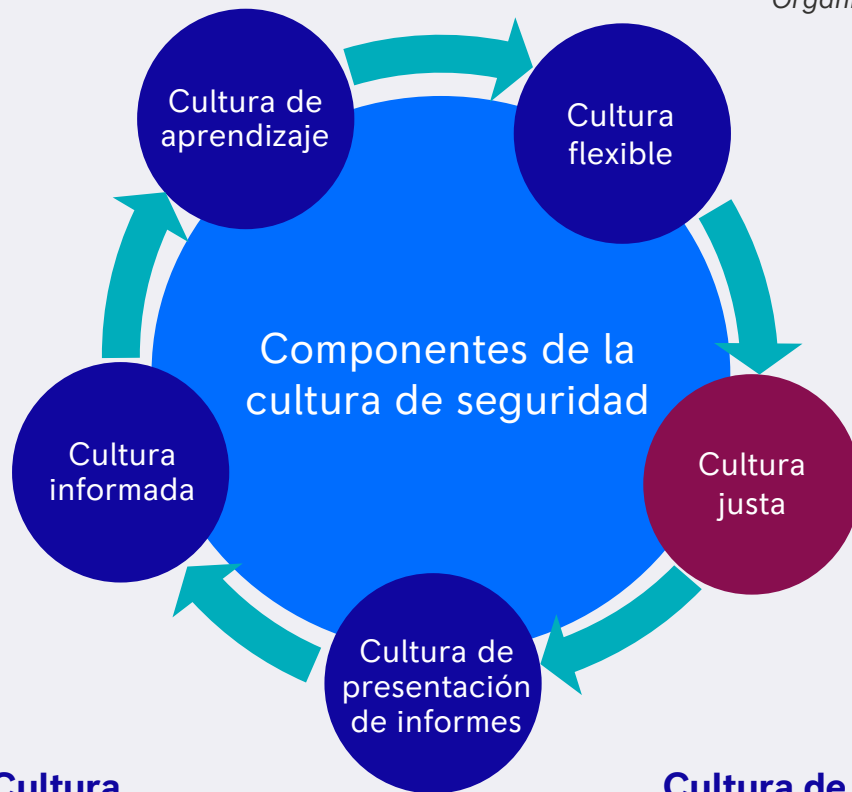 Cultura de
aprendizaje
Cultura
flexible
Componentes de la
cultura de seguridad
Cultura
informada
Cultura
justa
Cultura de
presentación
de informes
Cultura
Cultura de